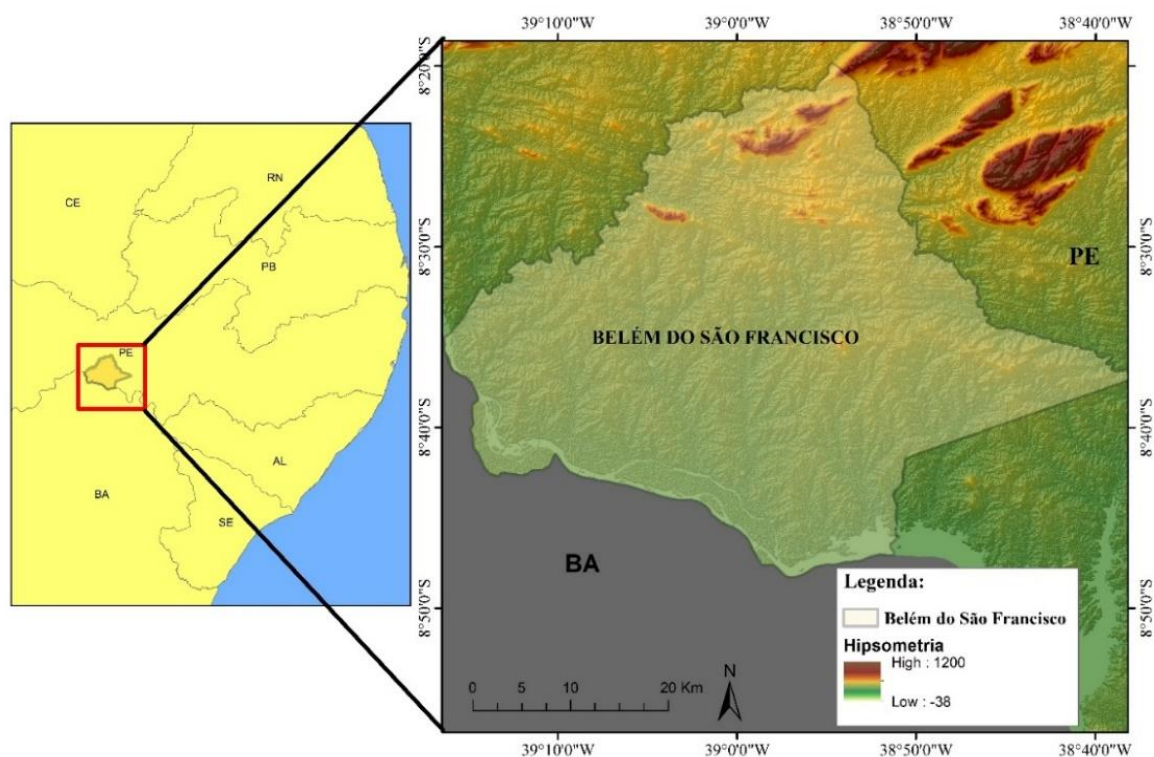 39°10'0"W 39°0'0"W 38°50'0"W 38°40'0"W
8°20'0"S
8°30'0"S
8°40'0"S
8°50'0"S
CE
RN
PB
PE
AL
BA
SE
PE
BELÉM DO SÃO FRANCISCO
BA
N
0 5 10 20 Km
Legenda:
Belém do São Francisco
Hipsometria
High : 1200
Low : -38
8°20'0"S
8°30'0"S
8°40'0"S
8°50'0"S
39°10'0"W 39°0'0"W 38°50'0"W 38°40'0"W